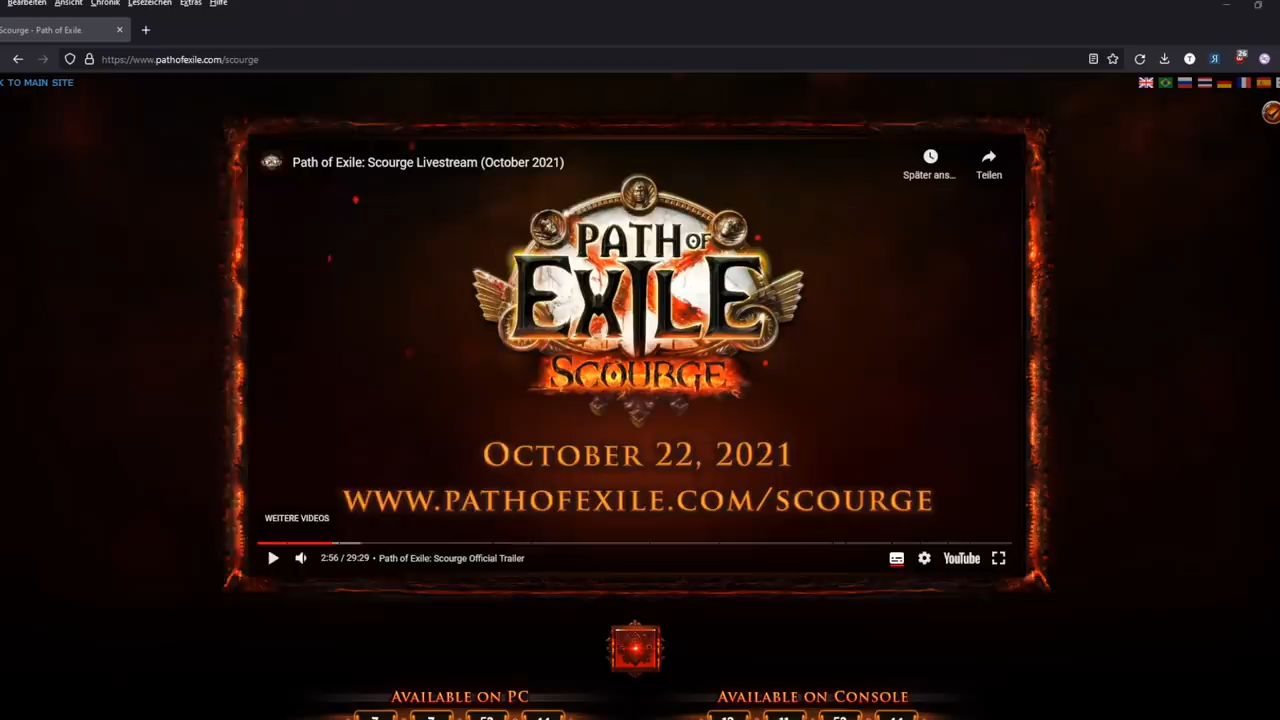 Bearbeiten Ansicht Chronik Lesezeichen Extras Hilfe
Scourge - Path of Exile
https://www.pathofexile.com/scourge
26
K TO MAIN SITE
Path of Exile: Scourge Livestream (October 2021)
Später ans...
Teilen
PATH OF
EXILE
SCOURGE
OCTOBER 22, 2021
WWW.PATHOFEXILE.COM/SCOURGE
WEITERE VIDEOS
2:56 / 29:29 • Path of Exile: Scourge Official Trailer
YouTube
AVAILABLE ON PC
AVAILABLE ON CONSOLE